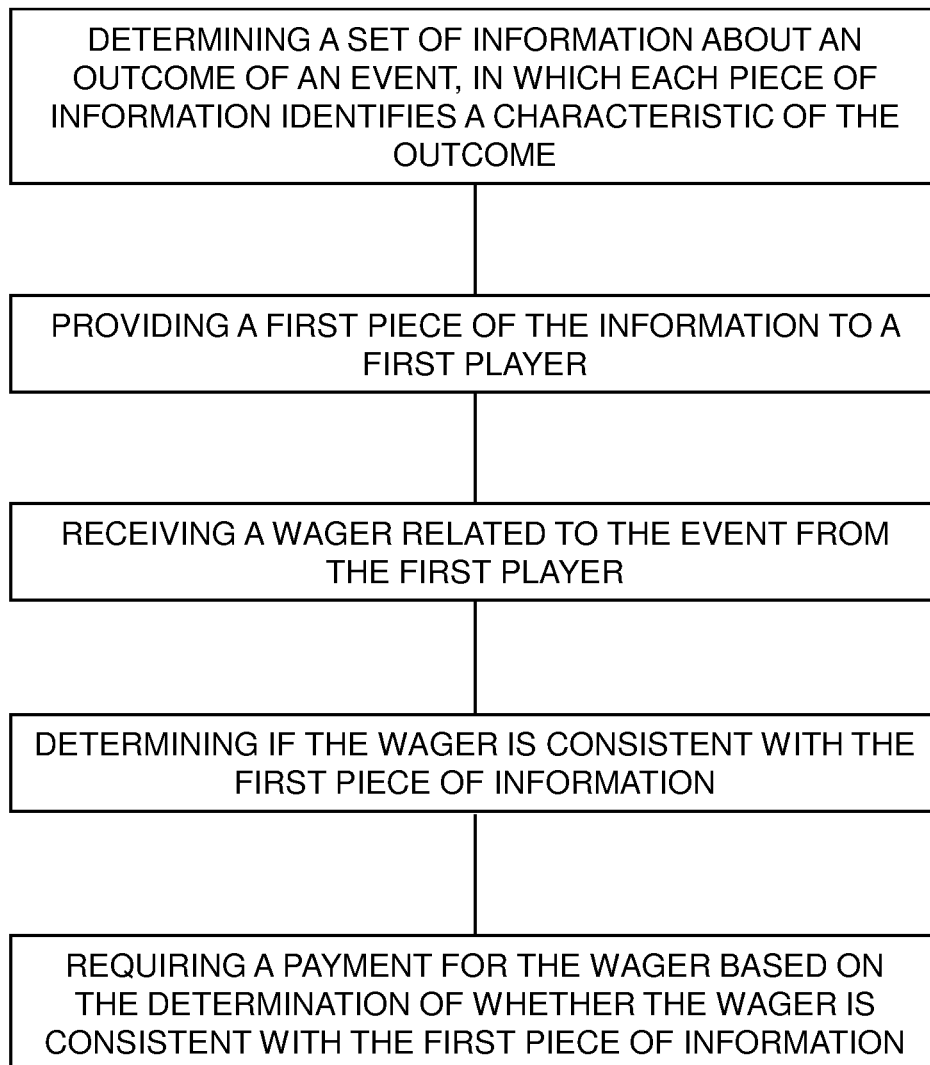 DETERMINING A SET OF INFORMATION ABOUT AN
OUTCOME OF AN EVENT, IN WHICH EACH PIECE OF
INFORMATION IDENTIFIES A CHARACTERISTIC OF THE
OUTCOME
PROVIDING A FIRST PIECE OF THE INFORMATION TO A
FIRST PLAYER
RECEIVING A WAGER RELATED TO THE EVENT FROM
THE FIRST PLAYER
DETERMINING IF THE WAGER IS CONSISTENT WITH THE
FIRST PIECE OF INFORMATION
REQUIRING A PAYMENT FOR THE WAGER BASED ON
THE DETERMINATION OF WHETHER THE WAGER IS
CONSISTENT WITH THE FIRST PIECE OF INFORMATION